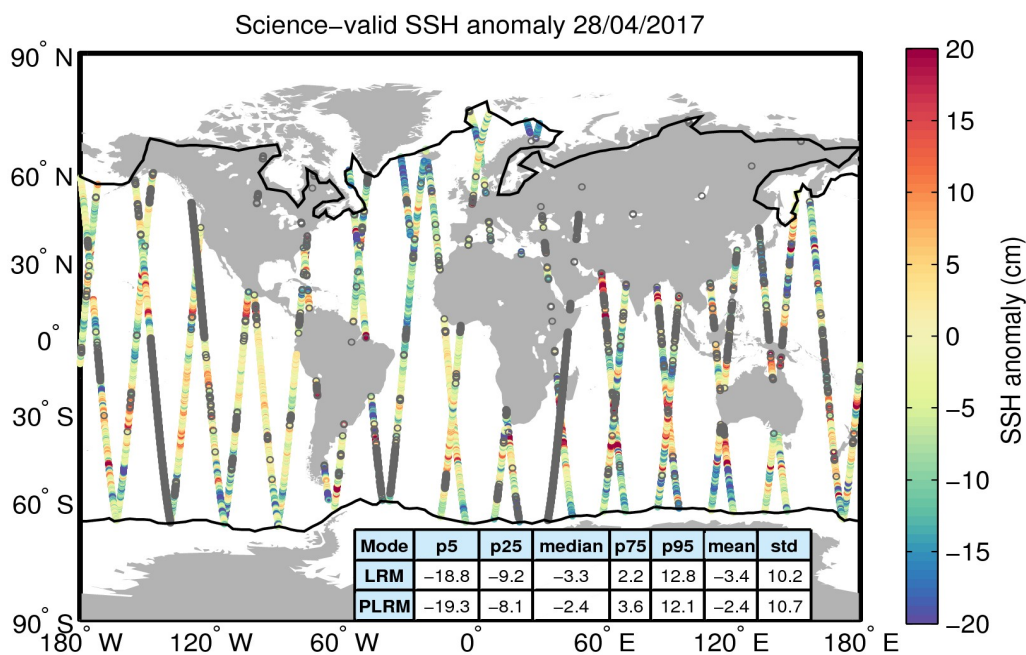 Science−valid SSH anomaly 28/04/2017
90° N
60° N
30° N
0°
30° S
60° S
90° S
180° W
120° W
60° W
0°
60° E
120° E
180° E
Mode p5 p25 median p75 p95 mean std
LRM −18.8 −9.2 −3.3 2.2 12.8 −3.4 10.2
PLRM −19.3 −8.1 −2.4 3.6 12.1 −2.4 10.7
20
15
10
5
0
−5
−10
−15
−20
SSH anomaly (cm)